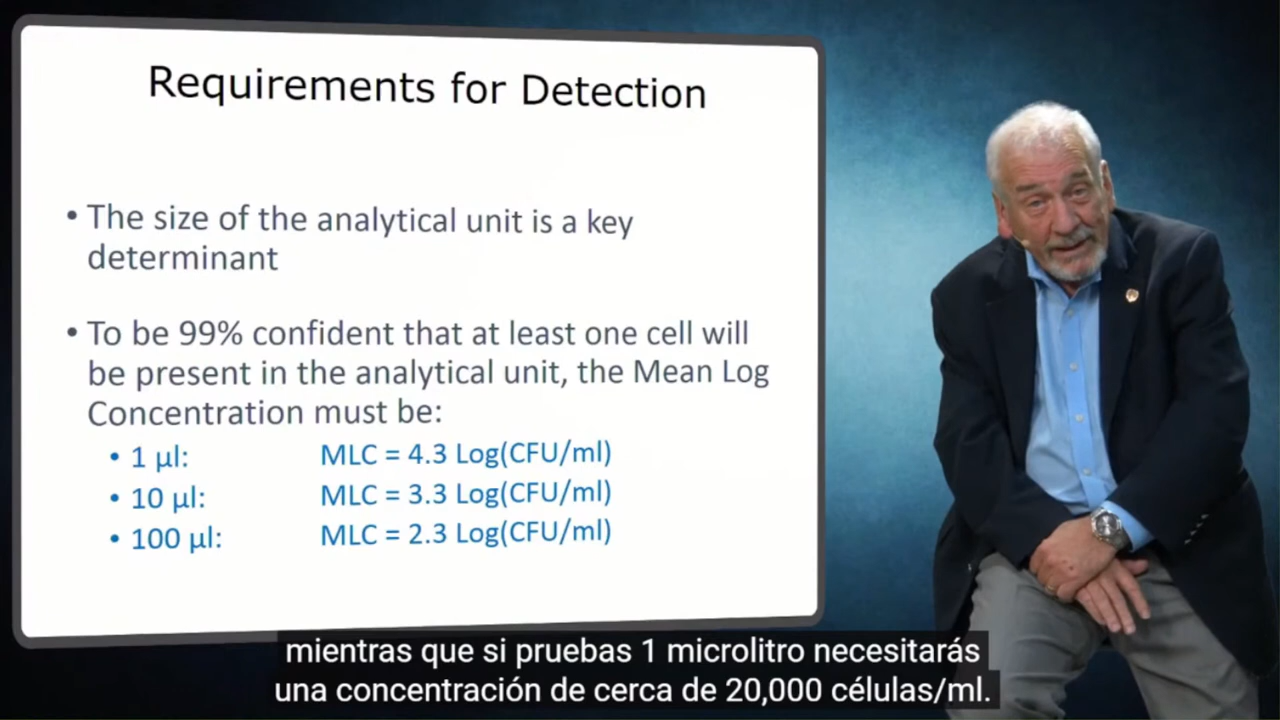 Requirements for Detection
• The size of the analytical unit is a key
determinant
• To be 99% confident that at least one cell will
be present in the analytical unit, the Mean Log
Concentration must be:
• 1 µl: MLC = 4.3 Log(CFU/ml)
• 10 µl: MLC = 3.3 Log(CFU/ml)
• 100 µl: MLC = 2.3 Log(CFU/ml)
mientras que si pruebas 1 microlitro necesitarás
una concentración de cerca de 20,000 células/ml.